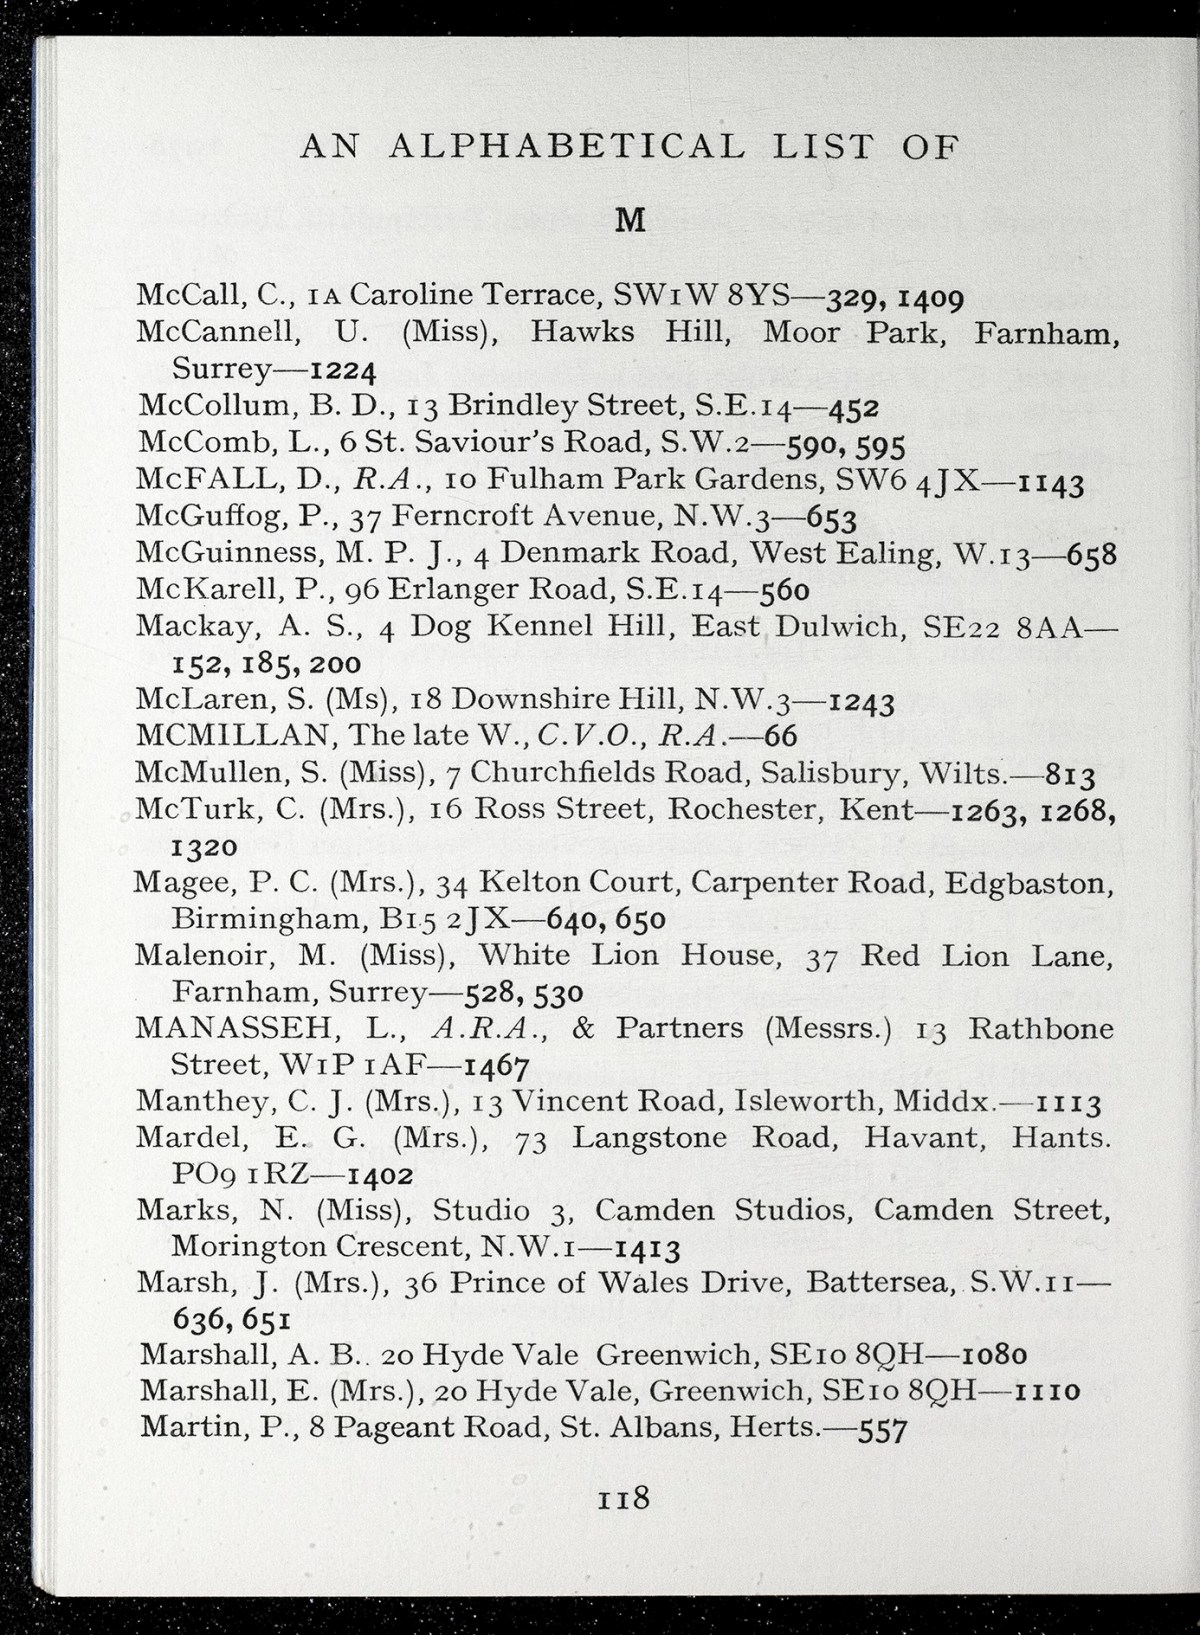 AN ALPHABETICAL LIST OF
M
McCall, C., 1A Caroline Terrace, SW1W 8YS—329, 1409
McCannell, U. (Miss), Hawks Hill, Moor Park, Farnham,
Surrey—1224
McCollum, B. D., 13 Brindley Street, S.E.14—452
McComb, L., 6 St. Saviour's Road, S.W.2—590, 595
McFALL, D., R.A., 10 Fulham Park Gardens, SW6 4JX—1143
McGuffog, P., 37 Ferncroft Avenue, N.W.3—653
McGuinness, M. P. J., 4 Denmark Road, West Ealing, W.13—658
McKarell, P., 96 Erlanger Road, S.E.14—560
Mackay, A. S., 4 Dog Kennel Hill, East Dulwich, SE22 8AA—
152, 185, 200
McLaren, S. (Ms), 18 Downshire Hill, N.W.3—1243
MCMILLAN, The late W., C.V.O., R.A.—66
McMullen, S. (Miss), 7 Churchfields Road, Salisbury, Wilts.—813
McTurk, C. (Mrs.), 16 Ross Street, Rochester, Kent—1263, 1268,
1320
Magee, P. C. (Mrs.), 34 Kelton Court, Carpenter Road, Edgbaston,
Birmingham, B15 2JX—640, 650
Malenoir, M. (Miss), White Lion House, 37 Red Lion Lane,
Farnham, Surrey—528, 530
MANASSEH, L., A.R.A., & Partners (Messrs.) 13 Rathbone
Street, W1P 1AF—1467
Manthey, C. J. (Mrs.), 13 Vincent Road, Isleworth, Middx.—1113
Mardel, E. G. (Mrs.), 73 Langstone Road, Havant, Hants.
PO9 1RZ—1402
Marks, N. (Miss), Studio 3, Camden Studios, Camden Street,
Morington Crescent, N.W.1—1413
Marsh, J. (Mrs.), 36 Prince of Wales Drive, Battersea, S.W.11—
636, 651
Marshall, A. B.. 20 Hyde Vale Greenwich, SE10 8QH—1080
Marshall, E. (Mrs.), 20 Hyde Vale, Greenwich, SE10 8QH—1110
Martin, P., 8 Pageant Road, St. Albans, Herts.—557
118